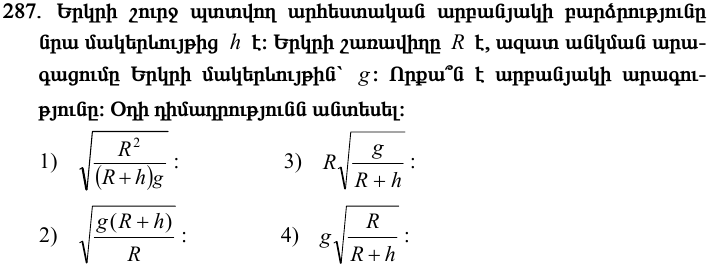 287. Երկրի շուրջ պտտվող արհեստական արբանյակի բարձրությունը
նրա մակերևույթից h է: Երկրի շառավիղը R է, ազատ անկման արա-
գացումը Երկրի մակերևույթին՝ g: Որքա՞ն է արբանյակի արագու-
թյունը: Օդի դիմադրությունն անտեսել:
1) √(R²/((R+h)g)) :
3) R√(g/(R+h)) :
2) √(g(R+h)/R) :
4) g√(R/(R+h)) :